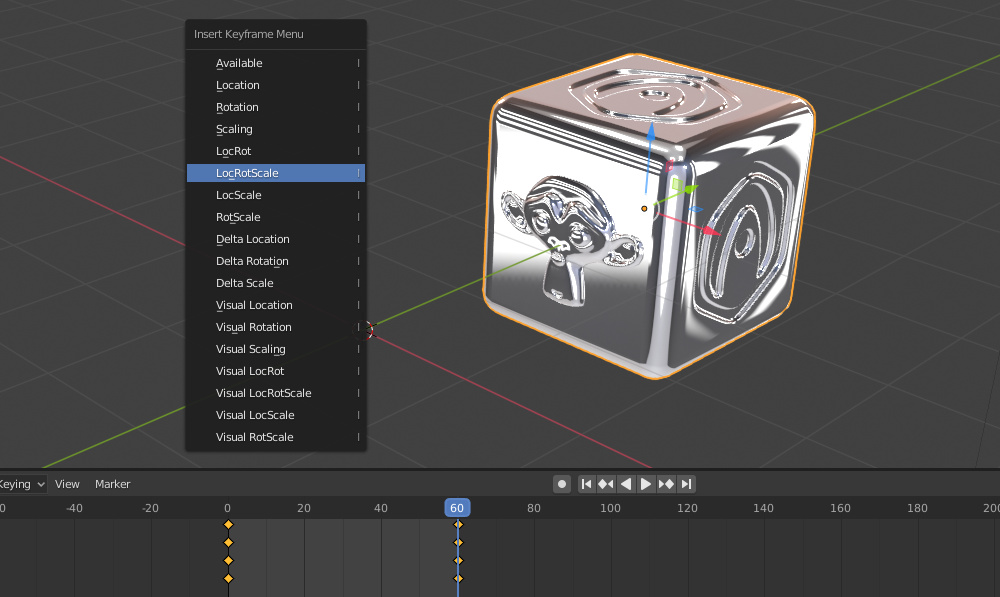 Insert Keyframe Menu
Available I
Location I
Rotation I
Scaling I
LocRot I
LocRotScale I
LocScale I
RotScale I
Delta Location I
Delta Rotation I
Delta Scale I
Visual Location I
Visual Rotation I
Visual Scaling I
Visual LocRot I
Visual LocRotScale I
Visual LocScale I
Visual RotScale I
Keying View Marker
0 -40 -20 0 20 40 60 80 100 120 140 160 180 200